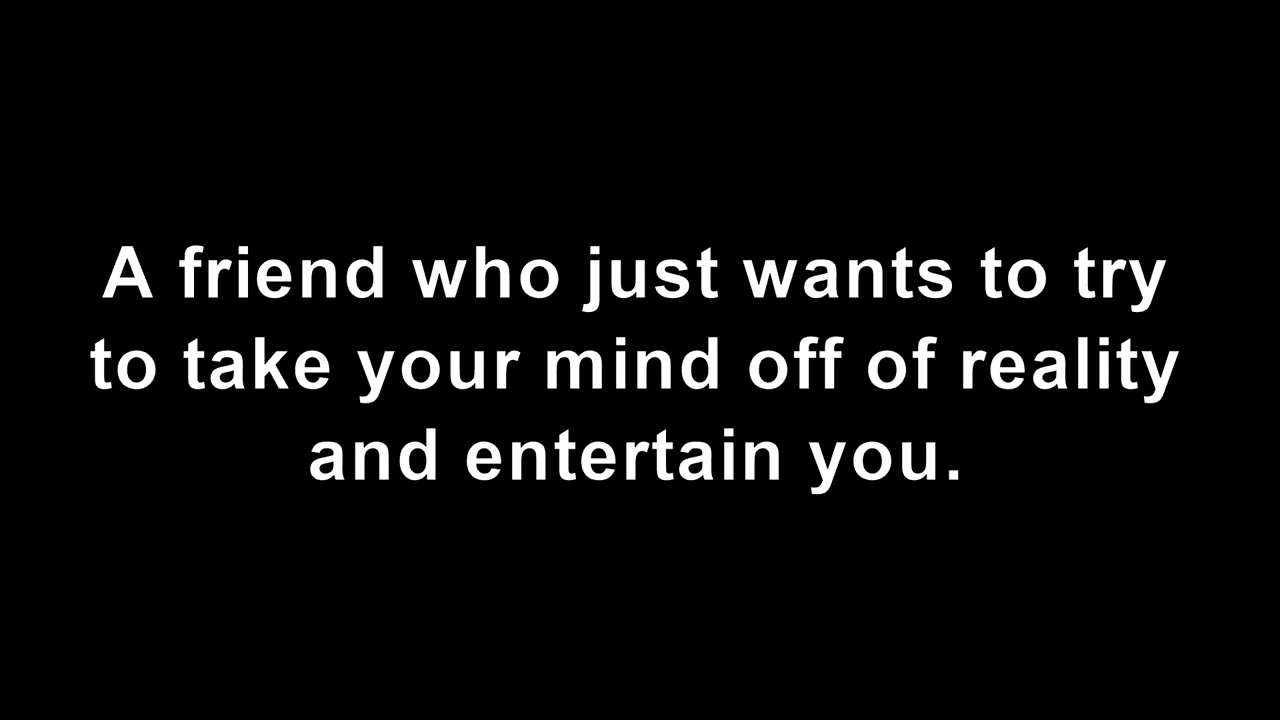 A friend who just wants to try
to take your mind off of reality
and entertain you.